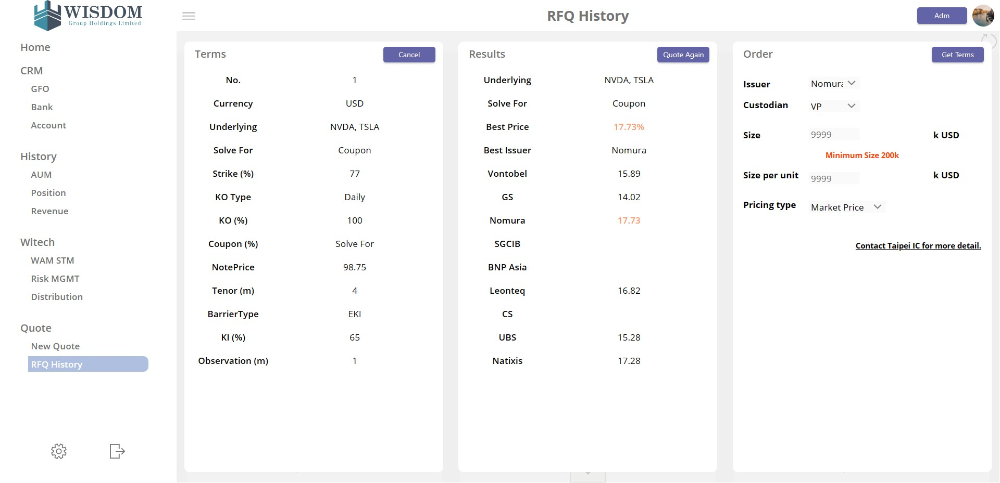 WISDOM
Group Holdings Limited
RFQ History
Adm
Home
CRM
GFO
Bank
Account
History
AUM
Position
Revenue
Witech
WAM STM
Risk MGMT
Distribution
Quote
New Quote
RFQ History
Terms
Cancel
No. 1
Currency USD
Underlying NVDA, TSLA
Solve For Coupon
Strike (%) 77
KO Type Daily
KO (%) 100
Coupon (%) Solve For
NotePrice 98.75
Tenor (m) 4
BarrierType EKI
KI (%) 65
Observation (m) 1
Results
Quote Again
Underlying NVDA, TSLA
Solve For Coupon
Best Price 17.73%
Best Issuer Nomura
Vontobel 15.89
GS 14.02
Nomura 17.73
SGCIB
BNP Asia
Leonteq 16.82
CS
UBS 15.28
Natixis 17.28
Order
Get Terms
Issuer Nomura
Custodian VP
Size 9999 k USD
Minimum Size 200k
Size per unit 9999 k USD
Pricing type Market Price
Contact Taipei IC for more detail.